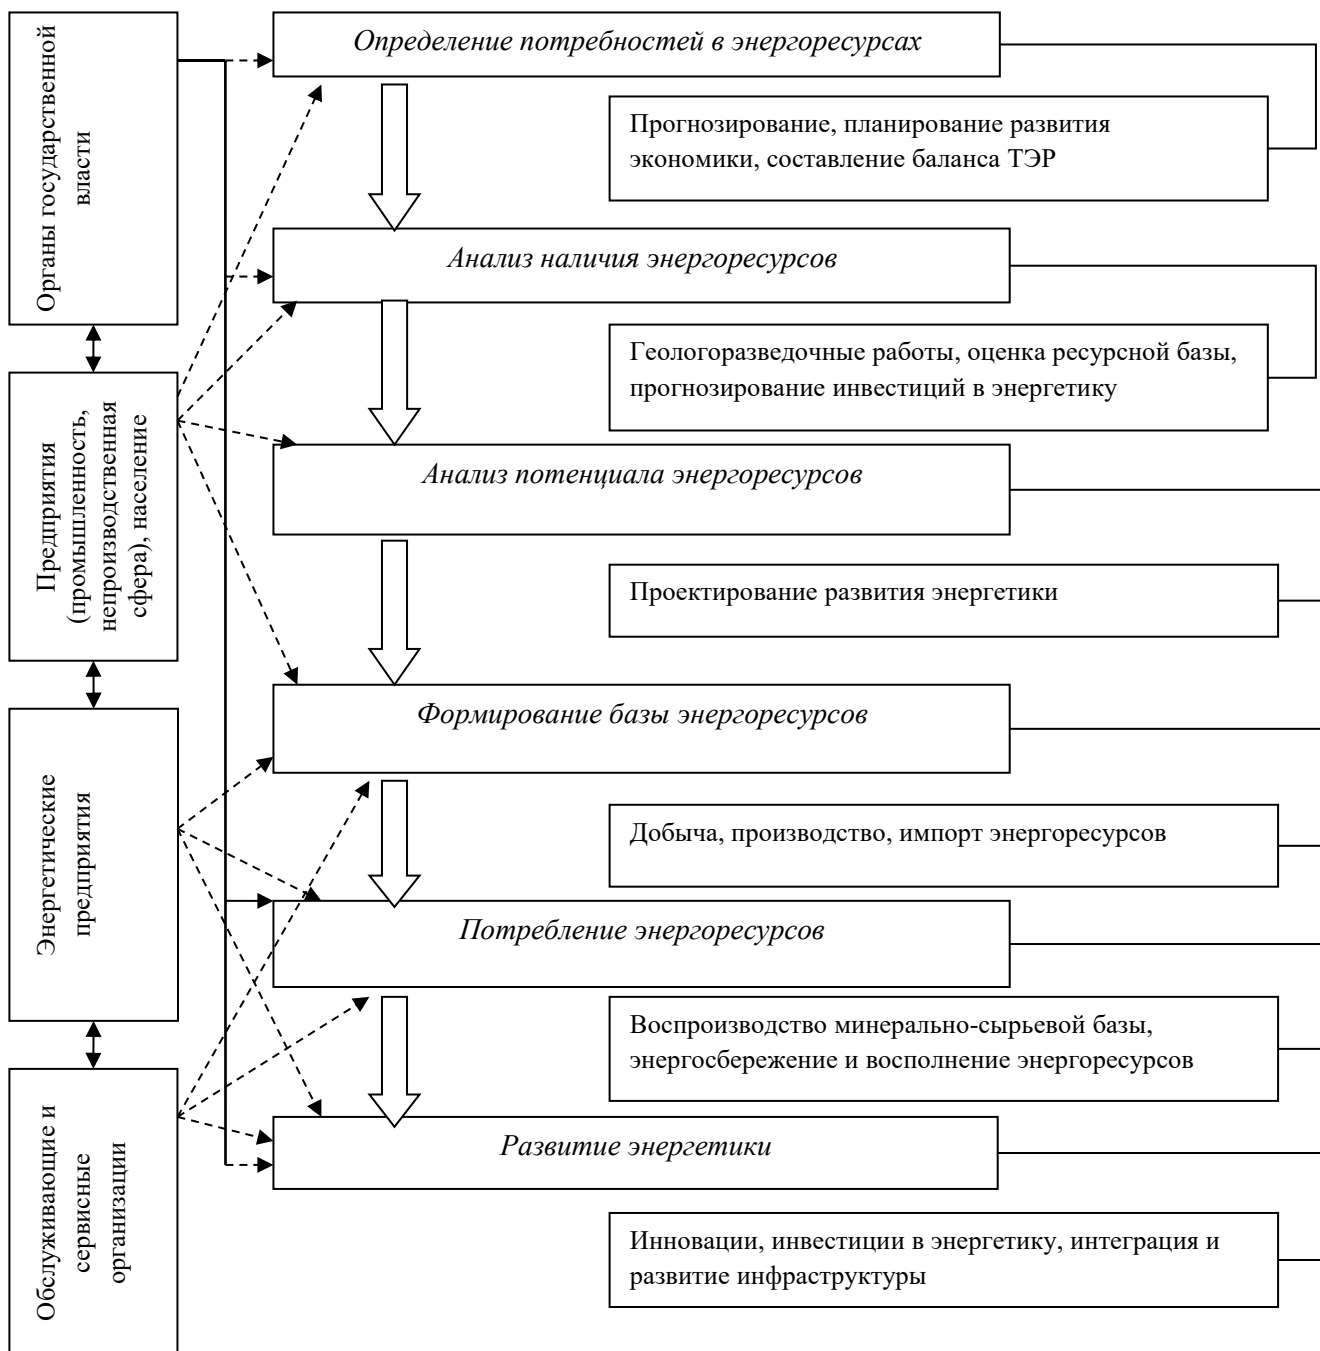 Органы государственной
власти
Предприятия
(промышленность,
непроизводственная
сфера), население
Энергетические
предприятия
Обслуживающие и
сервисные
организации
Определение потребностей в энергоресурсах
Прогнозирование, планирование развития
экономики, составление баланса ТЭР
Анализ наличия энергоресурсов
Геологоразведочные работы, оценка ресурсной базы,
прогнозирование инвестиций в энергетику
Анализ потенциала энергоресурсов
Проектирование развития энергетики
Формирование базы энергоресурсов
Добыча, производство, импорт энергоресурсов
Потребление энергоресурсов
Воспроизводство минерально-сырьевой базы,
энергосбережение и восполнение энергоресурсов
Развитие энергетики
Инновации, инвестиции в энергетику, интеграция и
развитие инфраструктуры